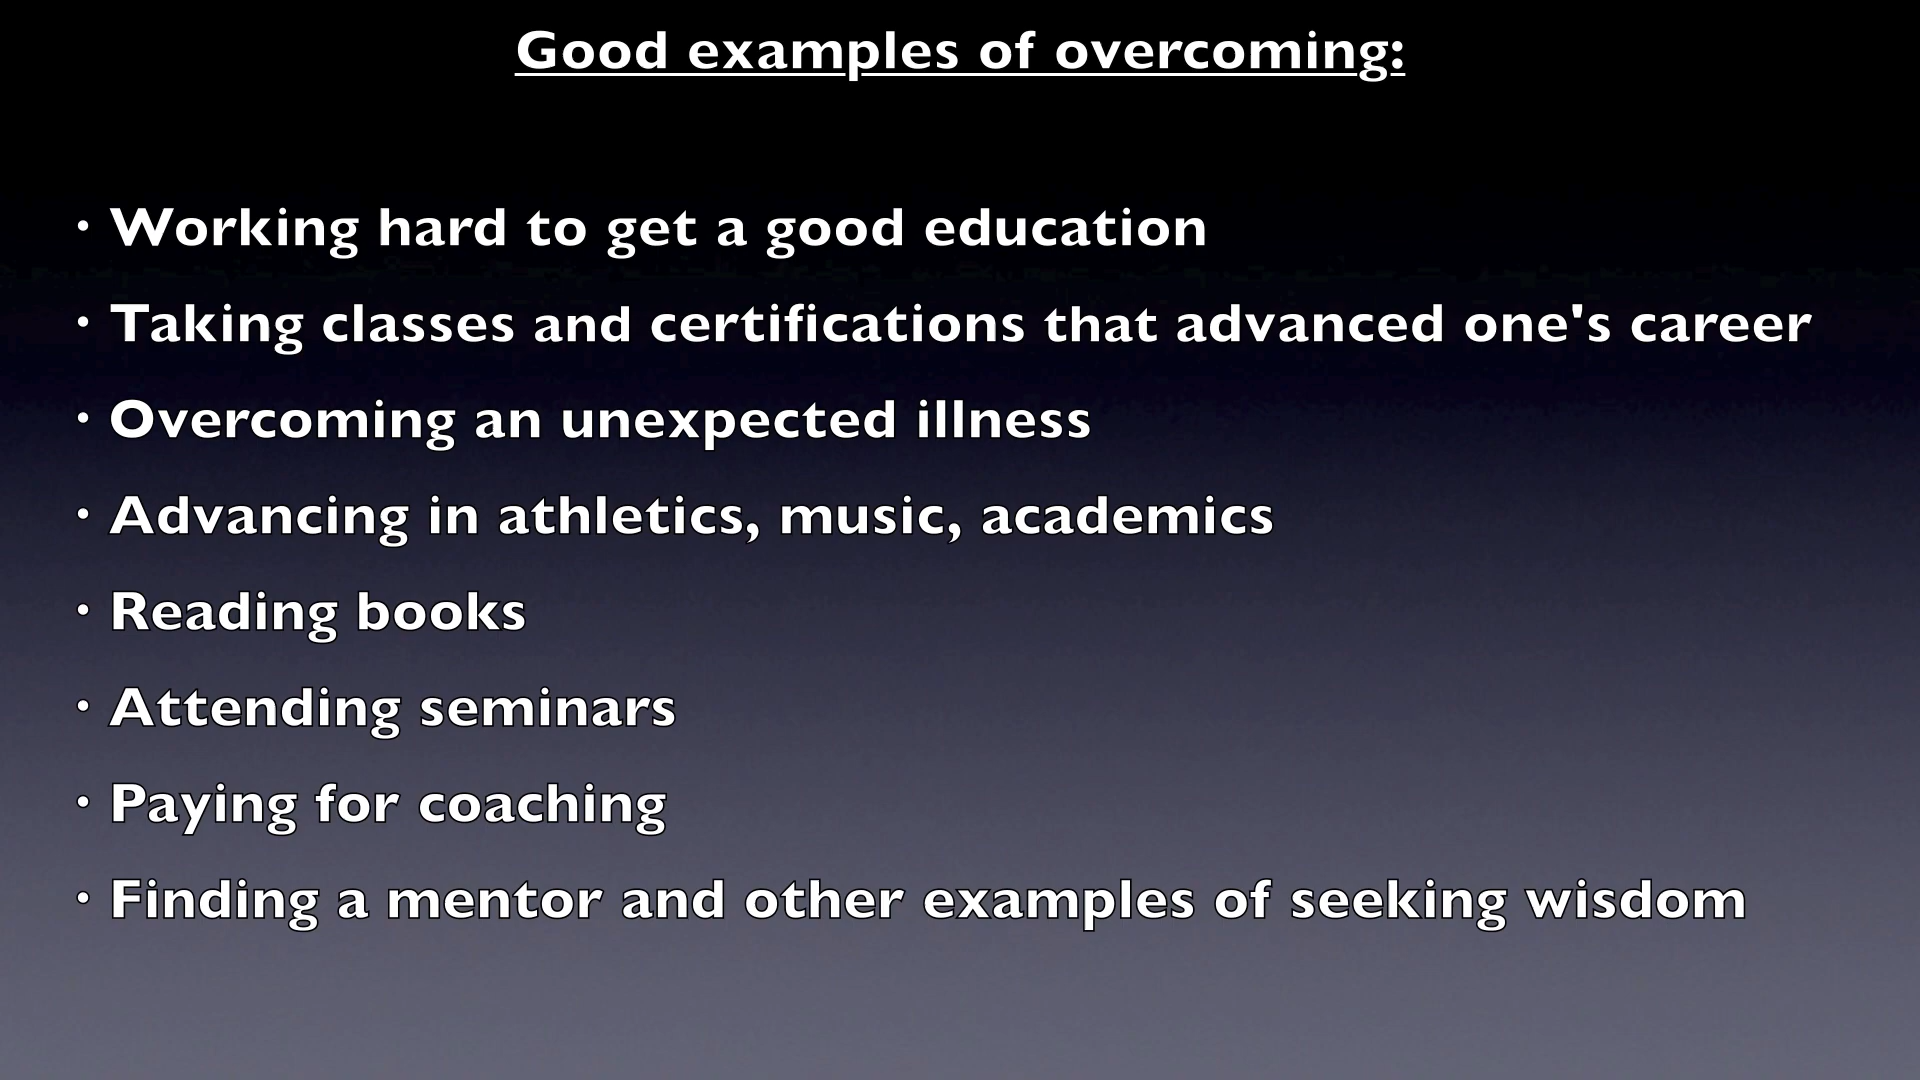 Good examples of overcoming:
• Working hard to get a good education
• Taking classes and certifications that advanced one's career
• Overcoming an unexpected illness
• Advancing in athletics, music, academics
• Reading books
• Attending seminars
• Paying for coaching
• Finding a mentor and other examples of seeking wisdom